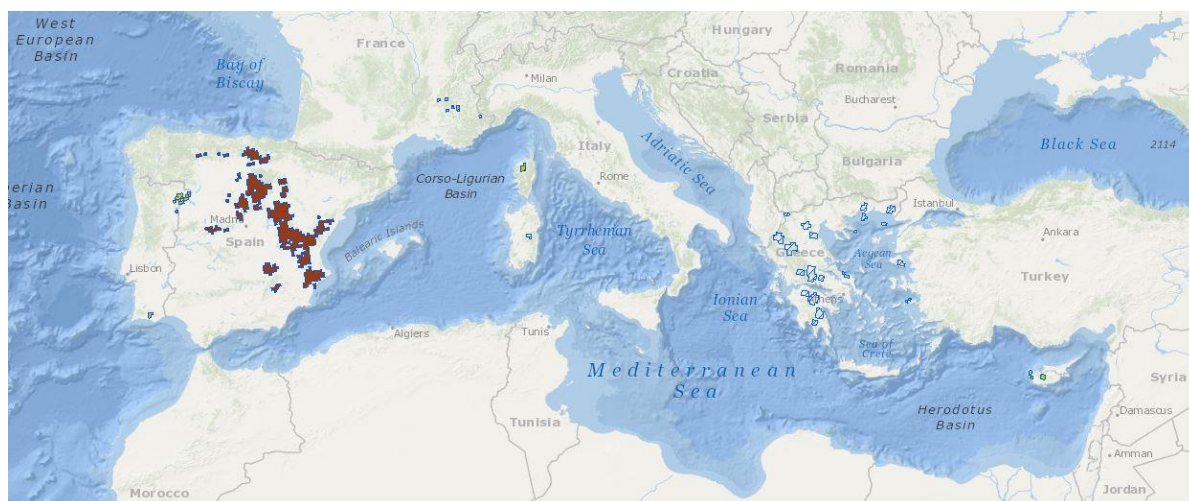 West
European
Basin
France
Bay of
Biscay
Hungary
Milan
Croatia
Romania
Bucharest
Serbia
Black Sea
2114
Italy
Adriatic Sea
Bulgaria
Corso-Ligurian
Basin
Rome
Istanbul
Basin
Spain
Balearic Islands
Tyrrhenian
Sea
Greece
Aegean
Sea
Ankara
Turkey
Lisbon
Ionian
Sea
Algiers
Tunis
Sea of
Crete
Mediterranean
Sea
Tunisia
Herodotus
Basin
Syria
Damascus
Amman
Morocco
Jordan